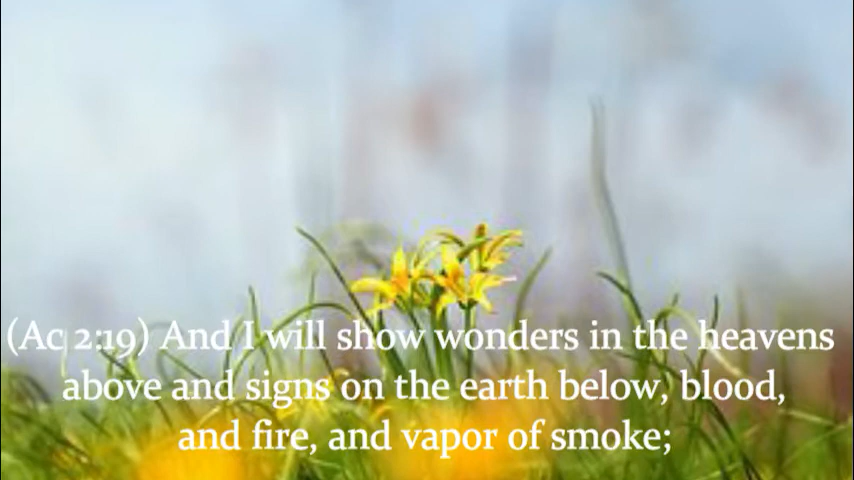 (Ac 2:19) And I will show wonders in the heavens
above and signs on the earth below, blood,
and fire, and vapor of smoke;